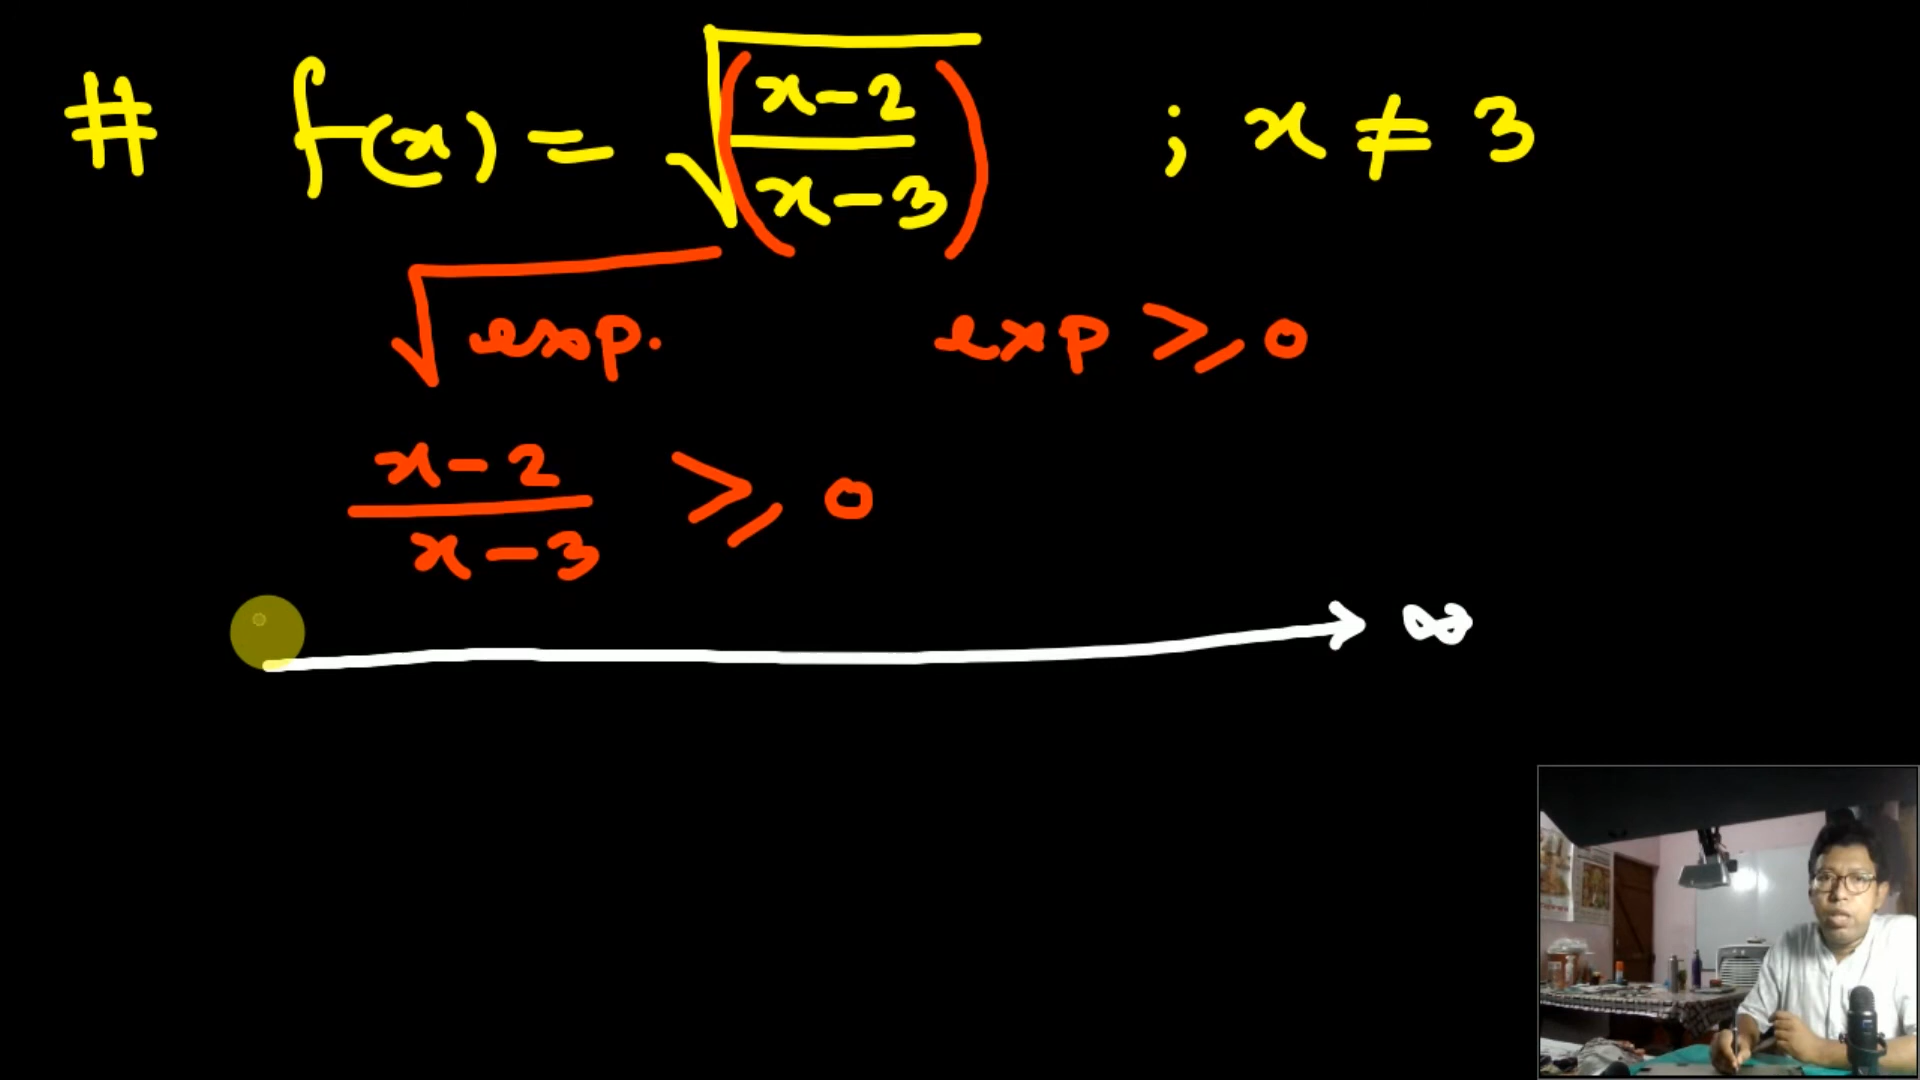 # f(x) = √((x-2)/(x-3)) ; x ≠ 3
√exp. exp ⩾ 0
(x-2)/(x-3) ⩾ 0
∞